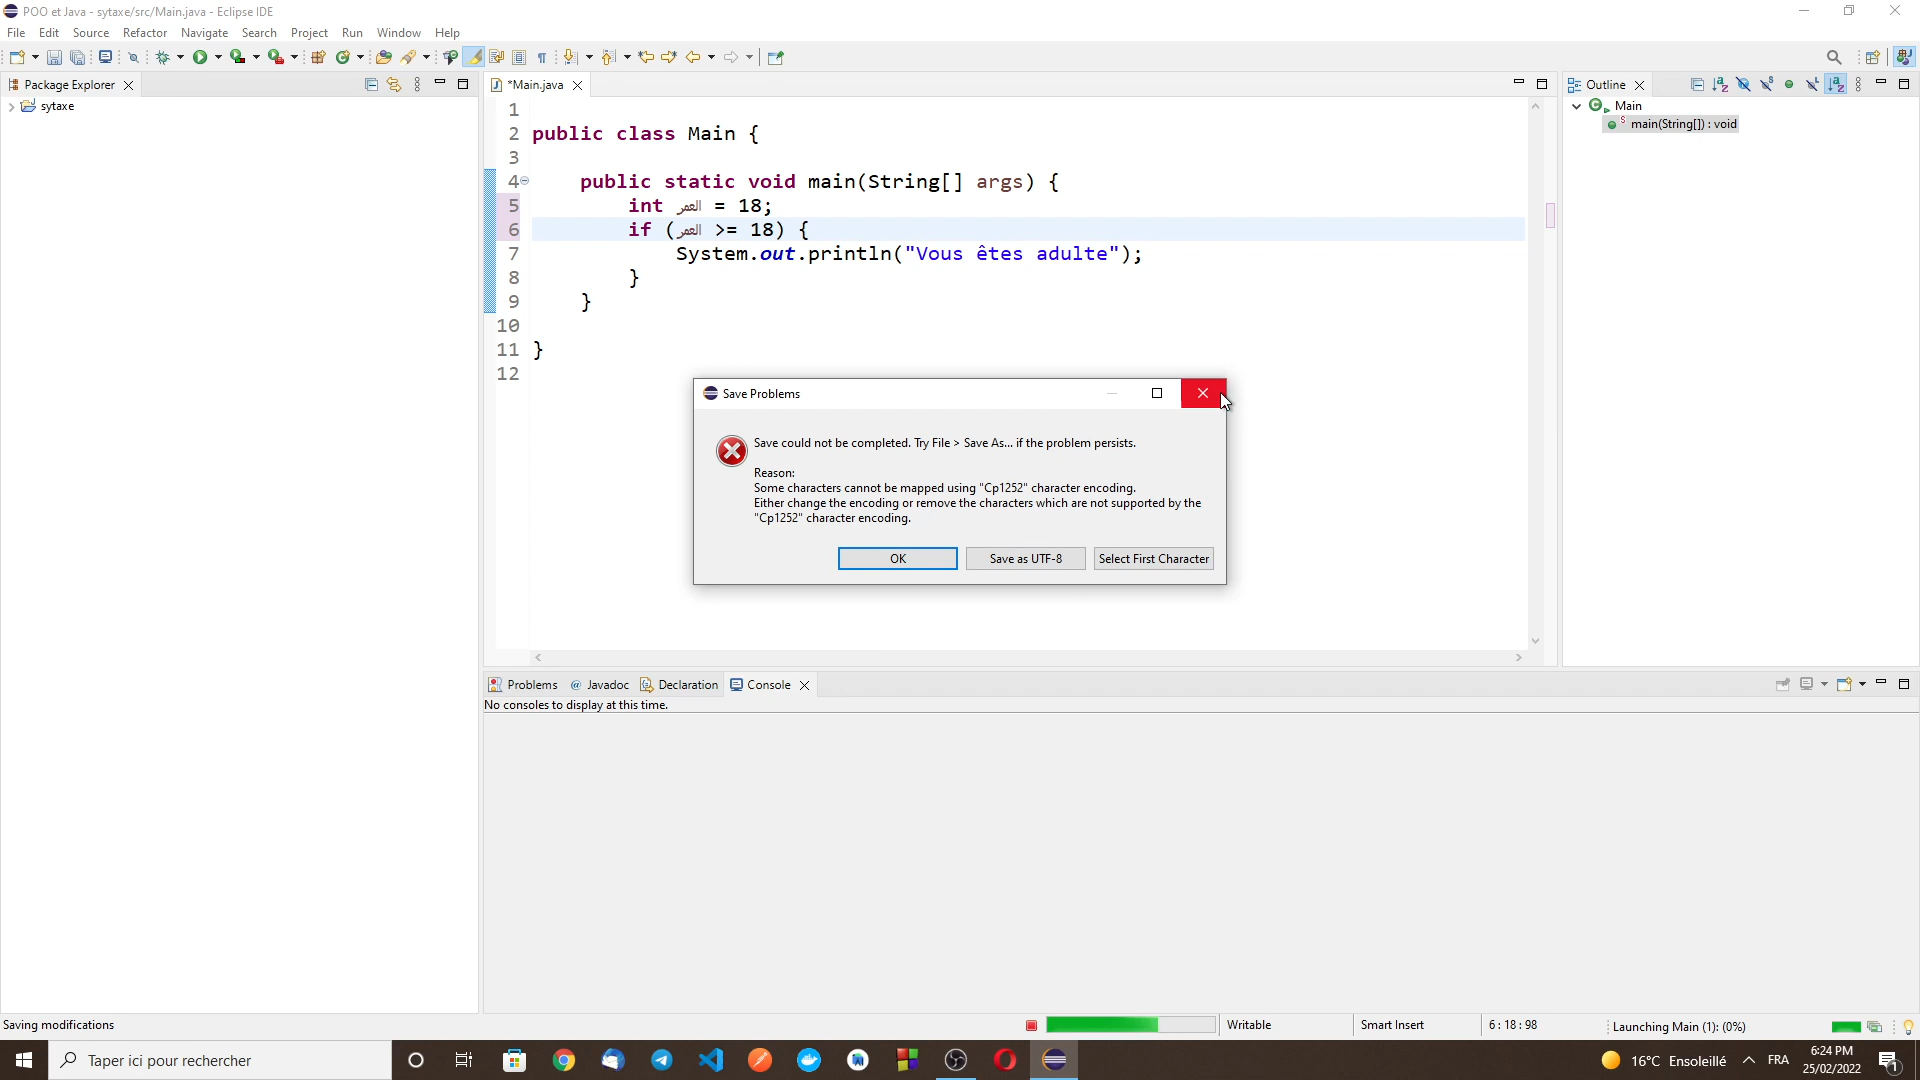 POO et Java - sytaxe/src/Main.java - Eclipse IDE
File Edit Source Refactor Navigate Search Project Run Window Help
Package Explorer
*Main.java
Outline
sytaxe
Main
main(String[]) : void
1
2 public class Main {
3
4 public static void main(String[] args) {
5 int العمر = 18;
6 if (العمر >= 18) {
7 System.out.println("Vous êtes adulte");
8 }
9 }
10
11 }
12
Save Problems
Save could not be completed. Try File > Save As... if the problem persists.
Reason:
Some characters cannot be mapped using "Cp1252" character encoding.
Either change the encoding or remove the characters which are not supported by the
"Cp1252" character encoding.
OK Save as UTF-8 Select First Character
Problems @ Javadoc Declaration Console
No consoles to display at this time.
Saving modifications Writable Smart Insert 6 : 18 : 98 Launching Main (1): (0%)
Taper ici pour rechercher
16°C Ensoleillé FRA
6:24 PM
25/02/2022
1